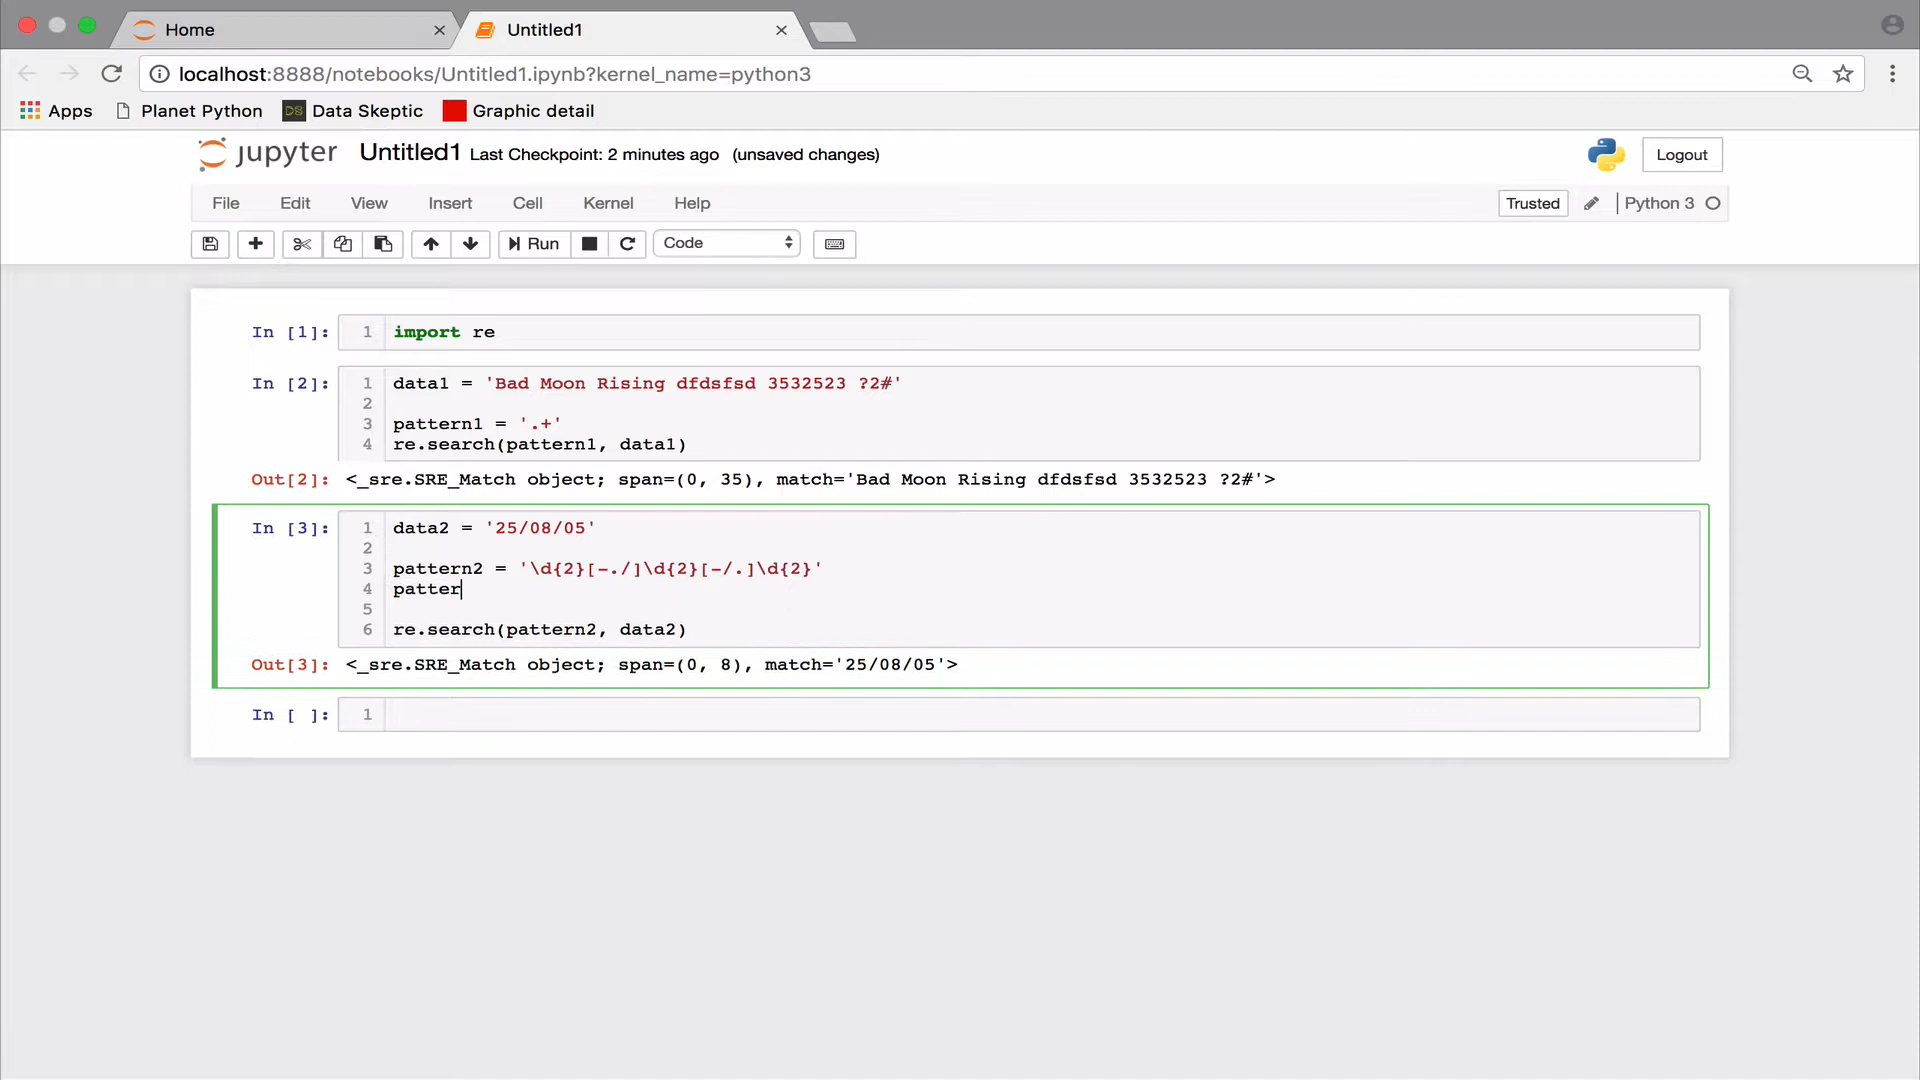 Home
Untitled1
localhost:8888/notebooks/Untitled1.ipynb?kernel_name=python3
Apps Planet Python DS Data Skeptic Graphic detail
jupyter Untitled1 Last Checkpoint: 2 minutes ago (unsaved changes) Logout
File Edit View Insert Cell Kernel Help Trusted Python 3
Run Code
In [1]: 1 import re
In [2]: 1 data1 = 'Bad Moon Rising dfdsfsd 3532523 ?2#'
2
3 pattern1 = '.+'
4 re.search(pattern1, data1)
Out[2]: <_sre.SRE_Match object; span=(0, 35), match='Bad Moon Rising dfdsfsd 3532523 ?2#'>
In [3]: 1 data2 = '25/08/05'
2
3 pattern2 = '\d{2}[-./]\d{2}[-/.]\d{2}'
4 patter
5
6 re.search(pattern2, data2)
Out[3]: <_sre.SRE_Match object; span=(0, 8), match='25/08/05'>
In [ ]: 1